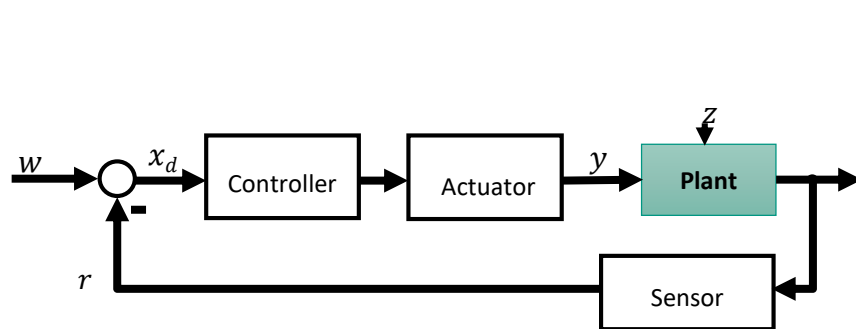 z
w
x_d
Controller
Actuator
y
Plant
-
r
Sensor